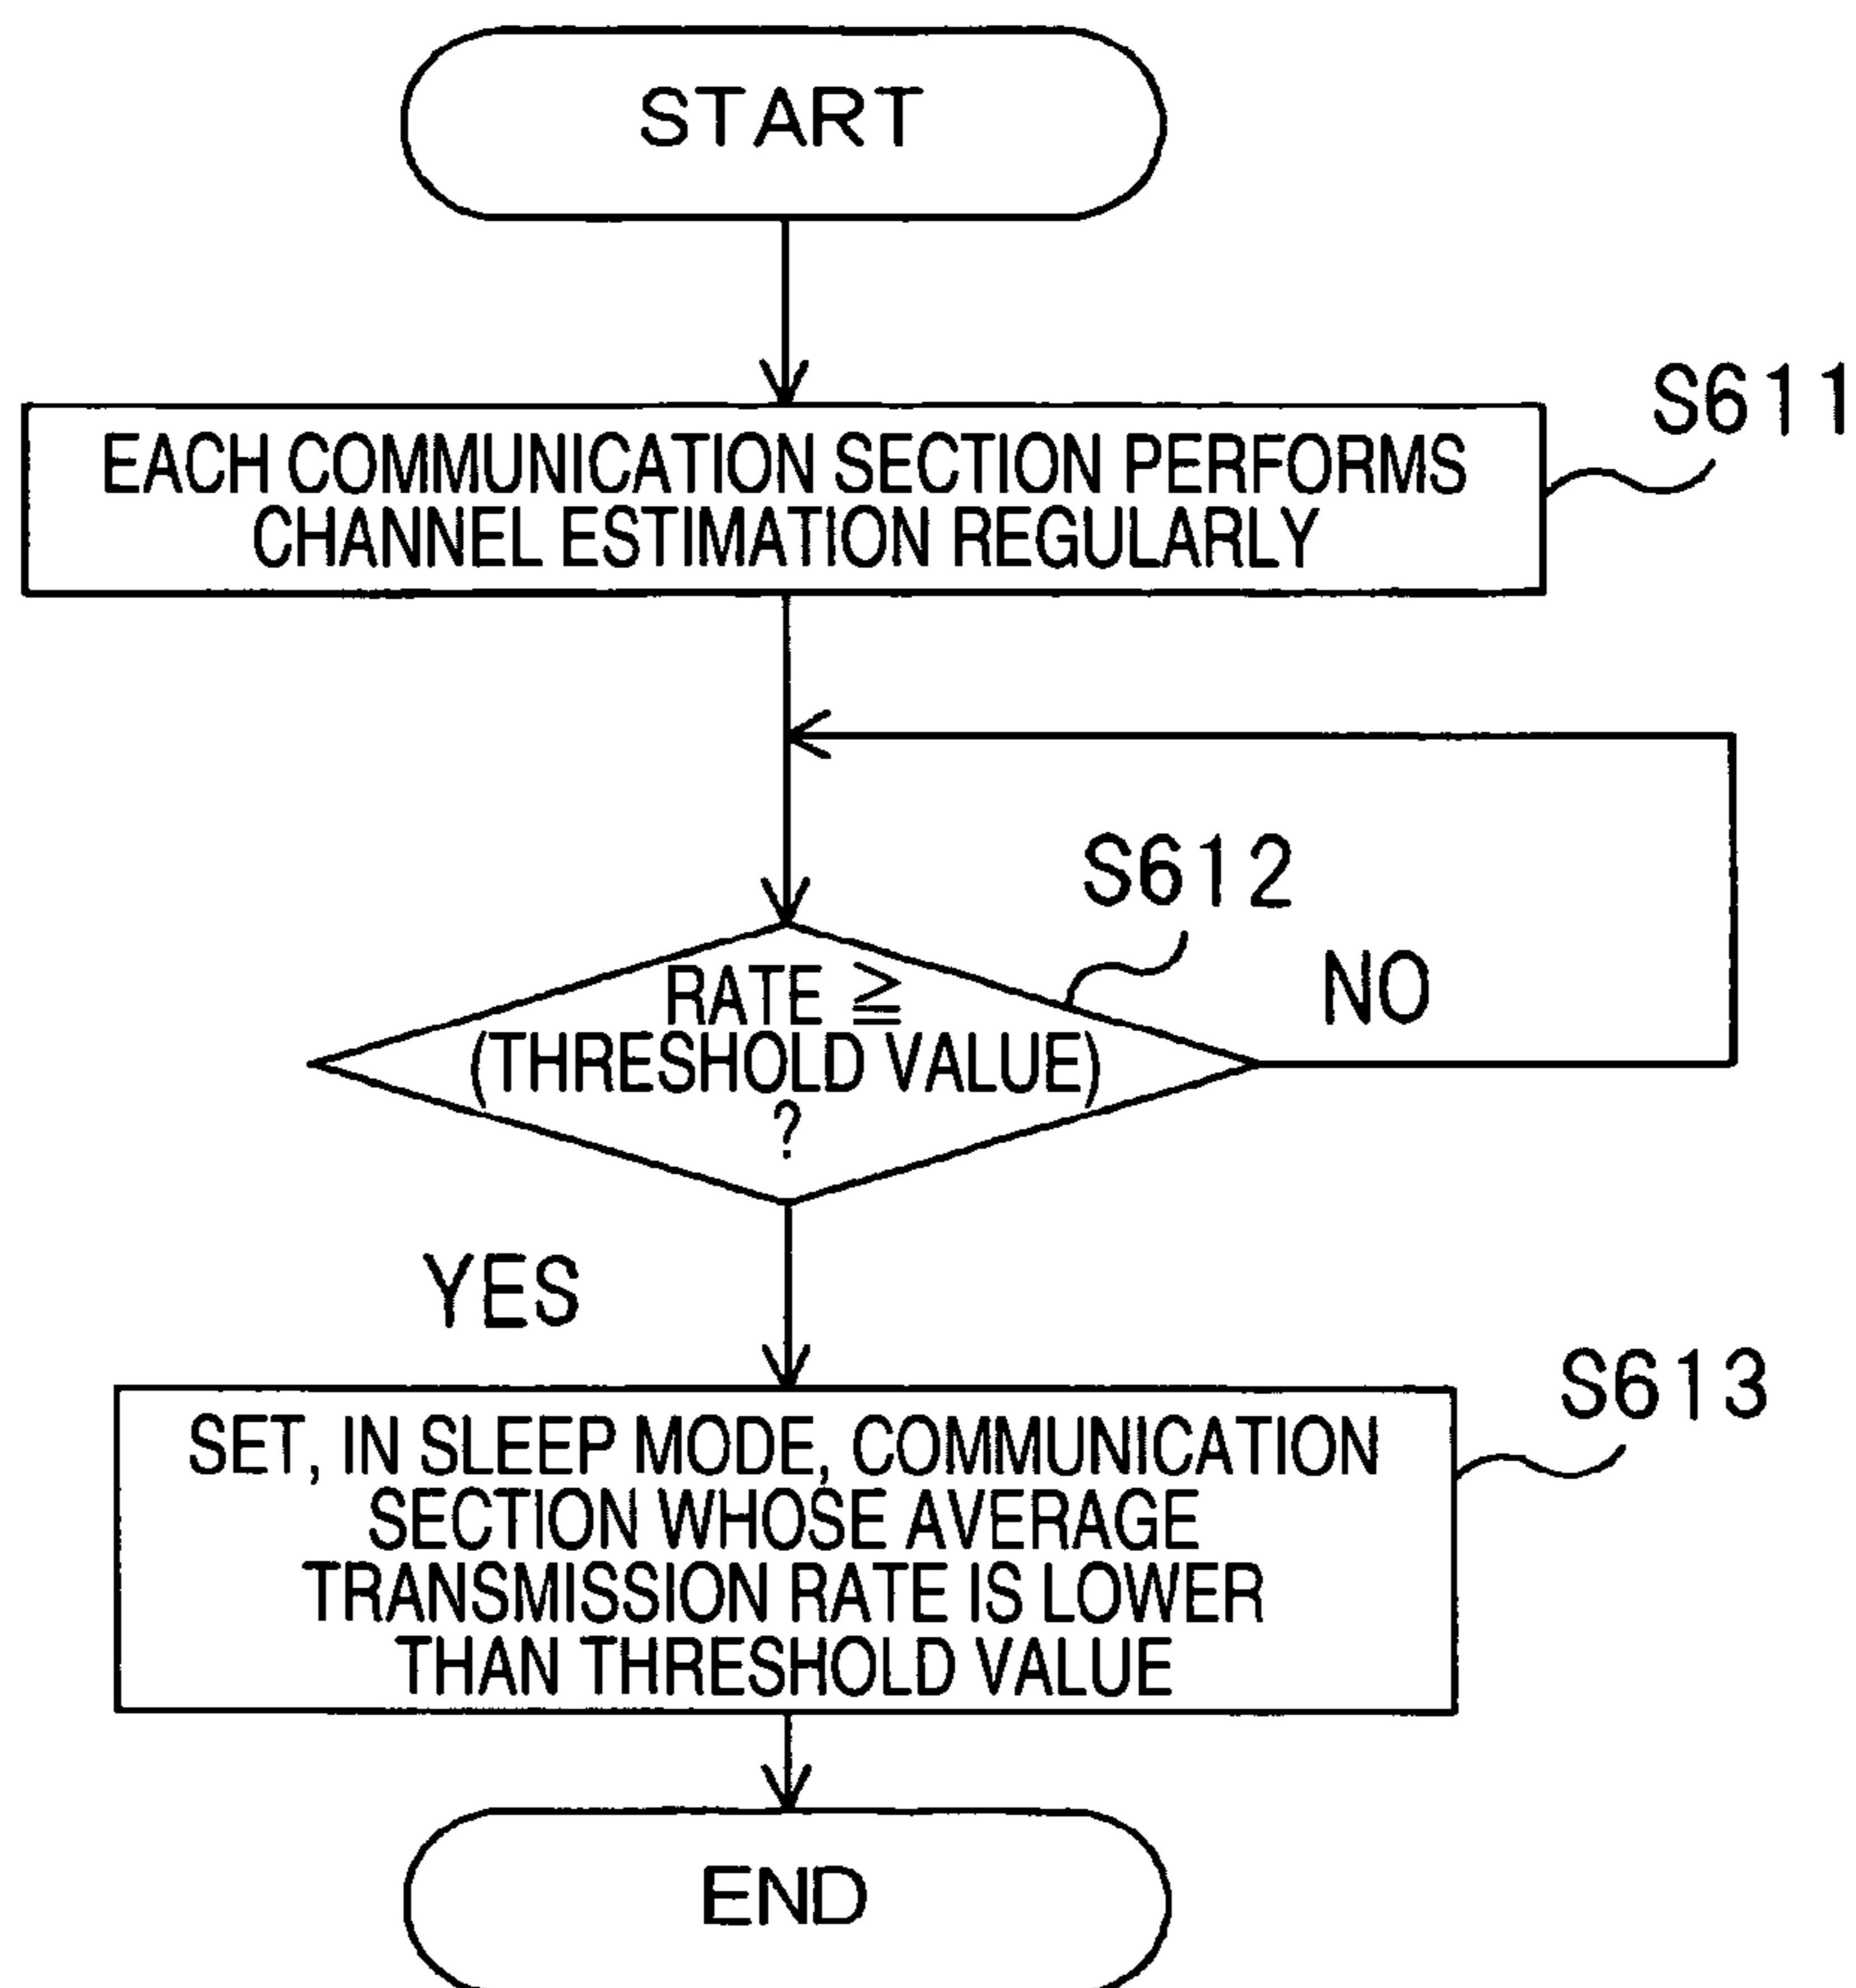 START
S611
EACH COMMUNICATION SECTION PERFORMS
CHANNEL ESTIMATION REGULARLY
S612
NO
RATE ≧
(THRESHOLD VALUE)
?
YES
S613
SET, IN SLEEP MODE, COMMUNICATION
SECTION WHOSE AVERAGE
TRANSMISSION RATE IS LOWER
THAN THRESHOLD VALUE
END